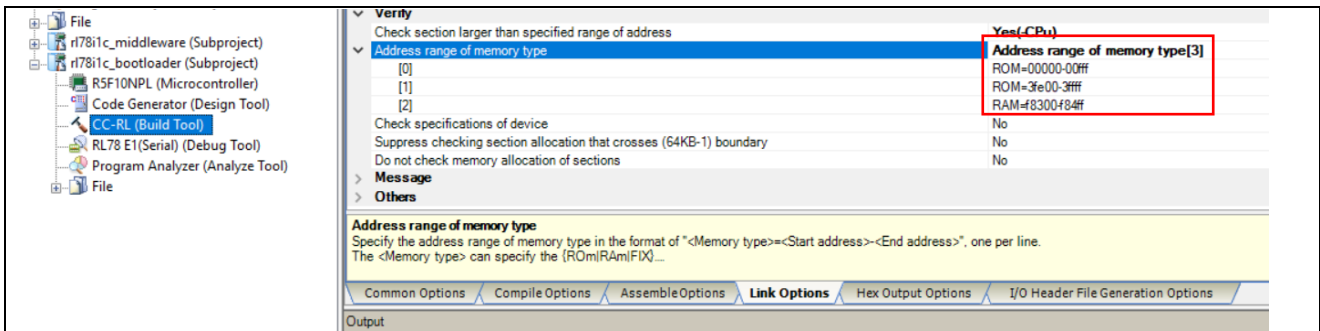 File
rl78i1c_middleware (Subproject)
rl78i1c_bootloader (Subproject)
R5F10NPL (Microcontroller)
Code Generator (Design Tool)
CC-RL (Build Tool)
RL78 E1(Serial) (Debug Tool)
Program Analyzer (Analyze Tool)
File
Verify
Check section larger than specified range of address Yes(-CPu)
Address range of memory type Address range of memory type[3]
[0] ROM=00000-00fff
[1] ROM=3fe00-3ffff
[2] RAM=f8300-f84ff
Check specifications of device No
Suppress checking section allocation that crosses (64KB-1) boundary No
Do not check memory allocation of sections No
Message
Others
Address range of memory type
Specify the address range of memory type in the format of "<Memory type>=<Start address>-<End address>", one per line.
The <Memory type> can specify the {ROm|RAm|FIX}....
Common Options Compile Options Assemble Options Link Options Hex Output Options I/O Header File Generation Options
Output